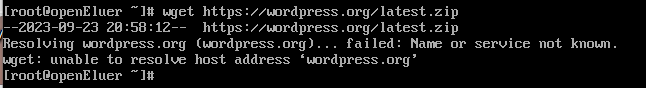 [root@openEluer ~]# wget https://wordpress.org/latest.zip
--2023-09-23 20:58:12--  https://wordpress.org/latest.zip
Resolving wordpress.org (wordpress.org)... failed: Name or service not known.
wget: unable to resolve host address ‘wordpress.org’
[root@openEluer ~]#